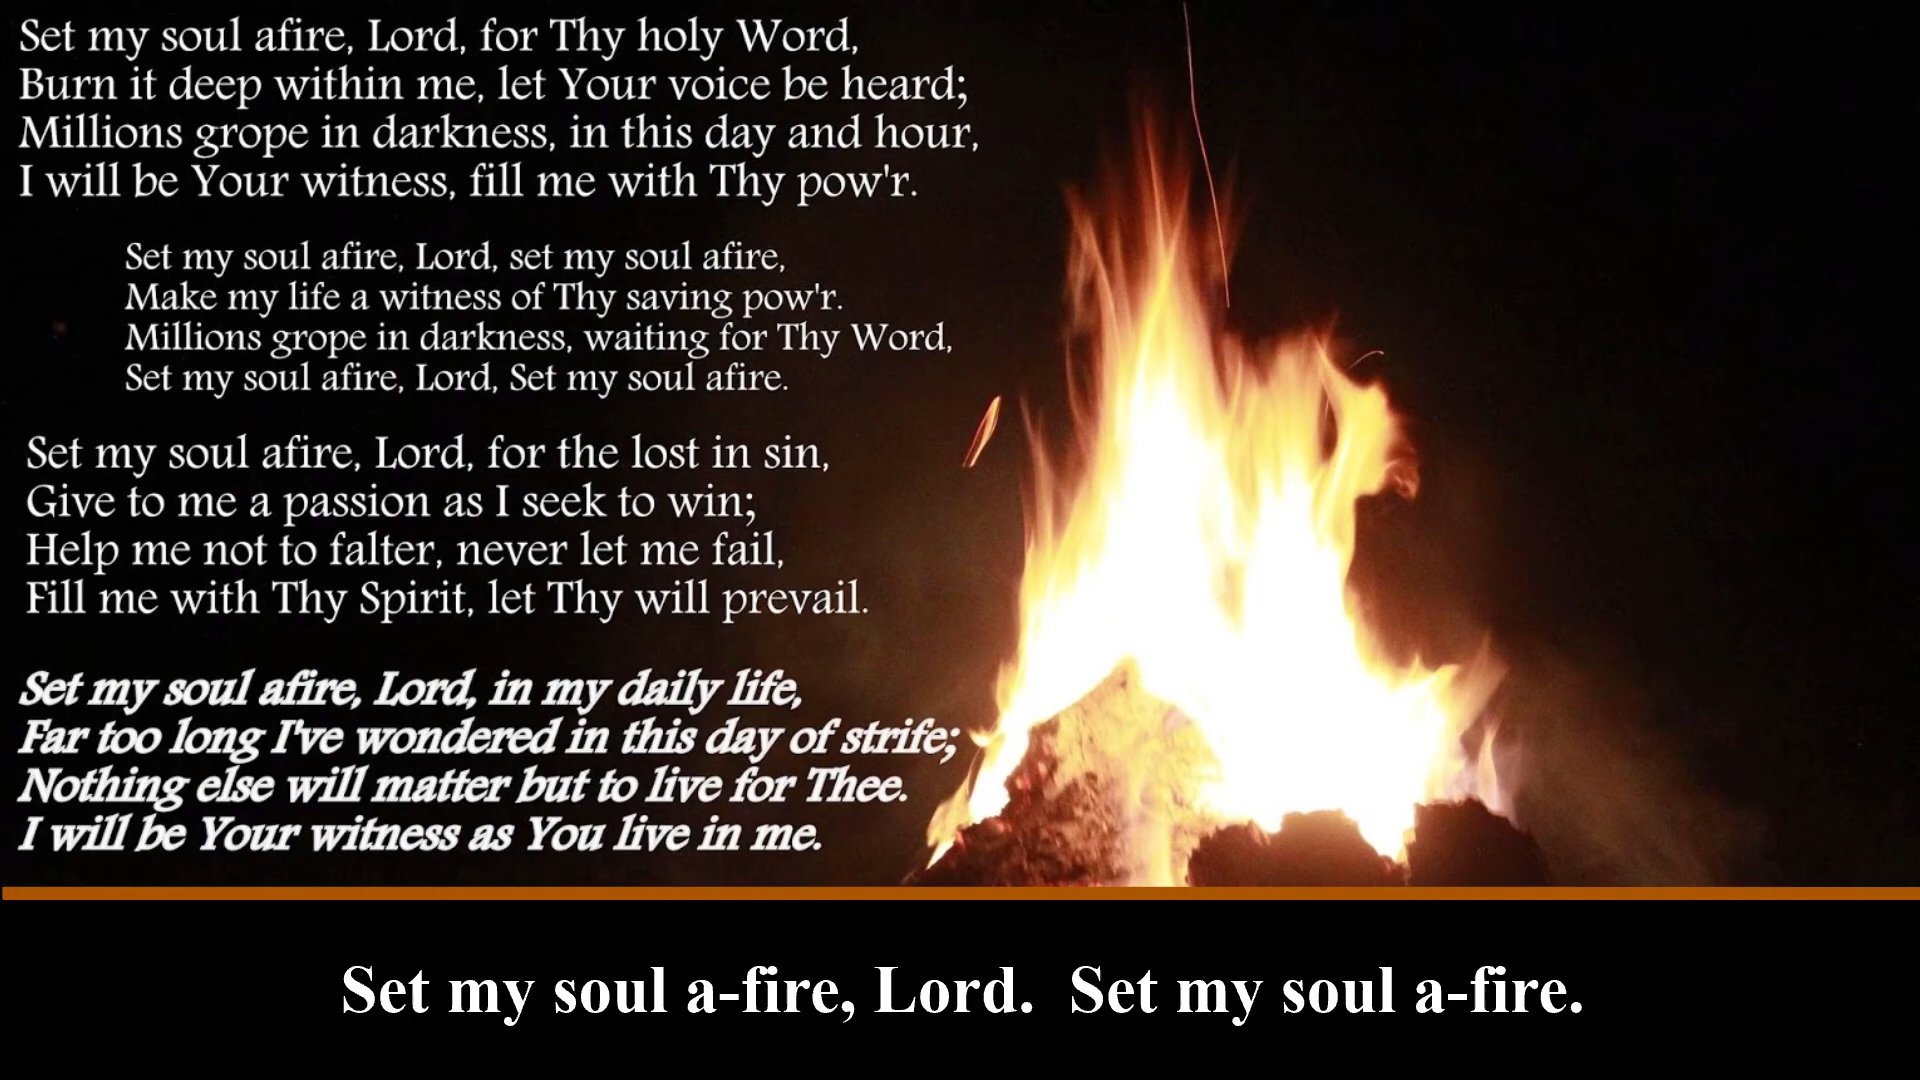 Set my soul afire, Lord, for Thy holy Word,
Burn it deep within me, let Your voice be heard;
Millions grope in darkness, in this day and hour,
I will be Your witness, fill me with Thy pow'r.
Set my soul afire, Lord, set my soul afire,
Make my life a witness of Thy saving pow'r.
Millions grope in darkness, waiting for Thy Word,
Set my soul afire, Lord, Set my soul afire.
Set my soul afire, Lord, for the lost in sin,
Give to me a passion as I seek to win;
Help me not to falter, never let me fail,
Fill me with Thy Spirit, let Thy will prevail.
Set my soul afire, Lord, in my daily life,
Far too long I've wondered in this day of strife;
Nothing else will matter but to live for Thee.
I will be Your witness as You live in me.
Set my soul a-fire, Lord.  Set my soul a-fire.